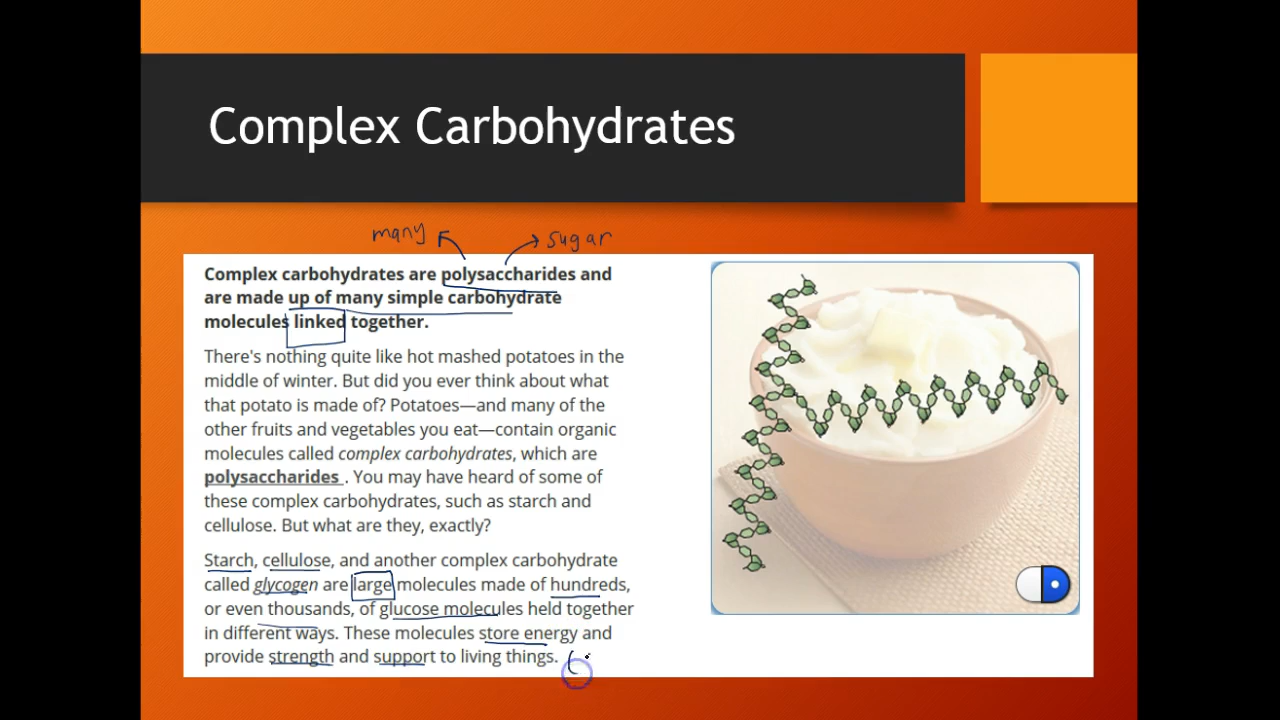 Complex Carbohydrates
many
sugar
Complex carbohydrates are polysaccharides and
are made up of many simple carbohydrate
molecules linked together.
There's nothing quite like hot mashed potatoes in the
middle of winter. But did you ever think about what
that potato is made of? Potatoes—and many of the
other fruits and vegetables you eat—contain organic
molecules called complex carbohydrates, which are
polysaccharides . You may have heard of some of
these complex carbohydrates, such as starch and
cellulose. But what are they, exactly?
Starch, cellulose, and another complex carbohydrate
called glycogen are large molecules made of hundreds,
or even thousands, of glucose molecules held together
in different ways. These molecules store energy and
provide strength and support to living things.